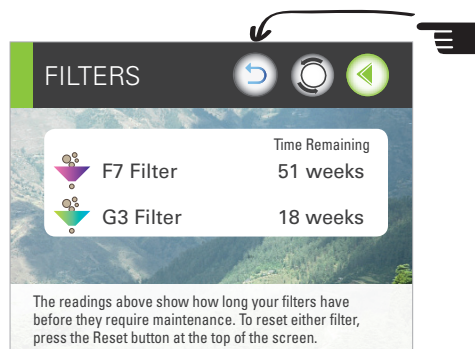 FILTERS
Time Remaining
F7 Filter 51 weeks
G3 Filter 18 weeks
The readings above show how long your filters have
before they require maintenance. To reset either filter,
press the Reset button at the top of the screen.